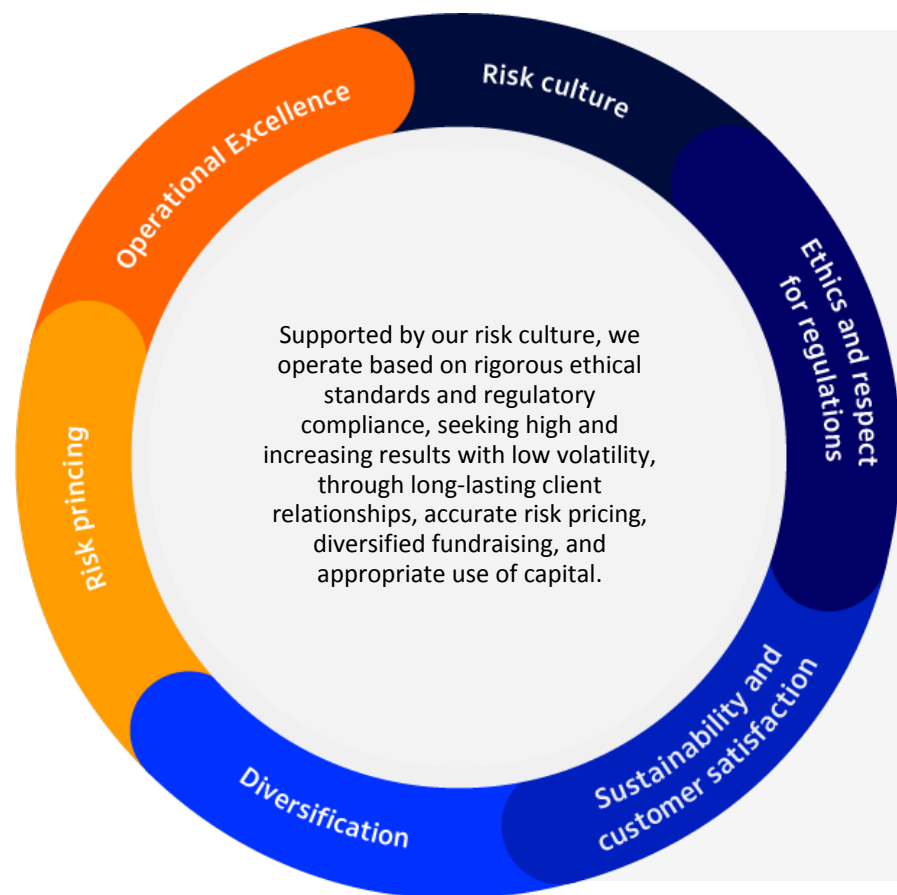 Risk culture
Ethics and respect
for regulations
Sustainability and
customer satisfaction
Diversification
Risk princing
Operational Excellence
Supported by our risk culture, we
operate based on rigorous ethical
standards and regulatory
compliance, seeking high and
increasing results with low volatility,
through long-lasting client
relationships, accurate risk pricing,
diversified fundraising, and
appropriate use of capital.